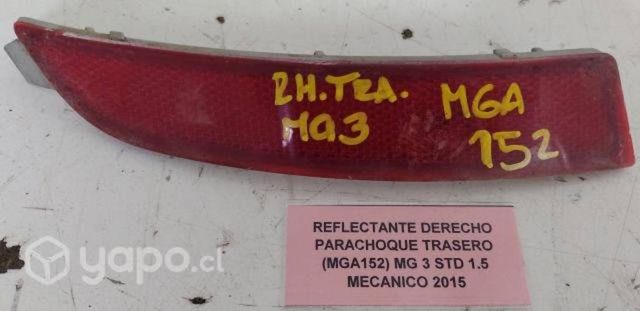 RH.TRA.
MG3
MGA
152
REFLECTANTE DERECHO
PARACHOQUE TRASERO
(MGA152) MG 3 STD 1.5
MECANICO 2015
yapo.cl